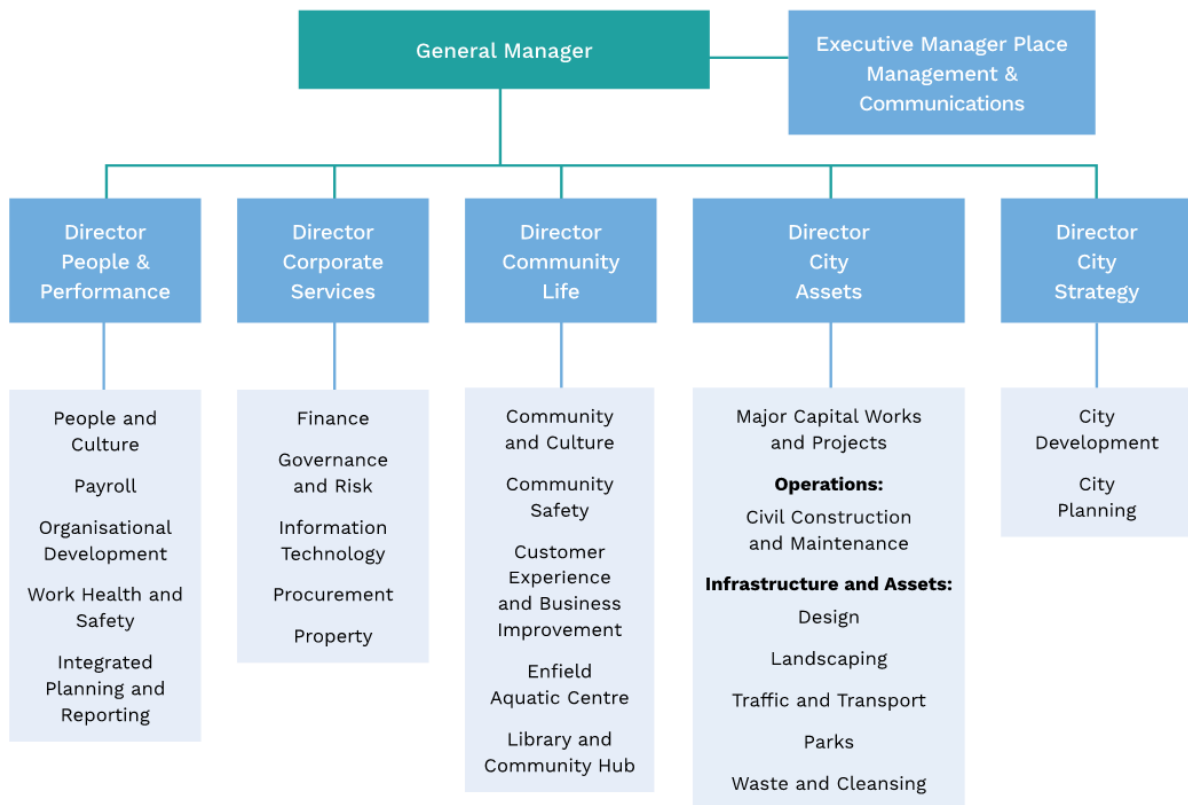 General Manager
Executive Manager Place
Management &
Communications
Director
People &
Performance
Director
Corporate
Services
Director
Community
Life
Director
City
Assets
Director
City
Strategy
People and
Culture
Payroll
Organisational
Development
Work Health and
Safety
Integrated
Planning and
Reporting
Finance
Governance
and Risk
Information
Technology
Procurement
Property
Community
and Culture
Community
Safety
Customer
Experience
and Business
Improvement
Enfield
Aquatic Centre
Library and
Community Hub
Major Capital Works
and Projects
Operations:
Civil Construction
and Maintenance
Infrastructure and Assets:
Design
Landscaping
Traffic and Transport
Parks
Waste and Cleansing
City
Development
City
Planning